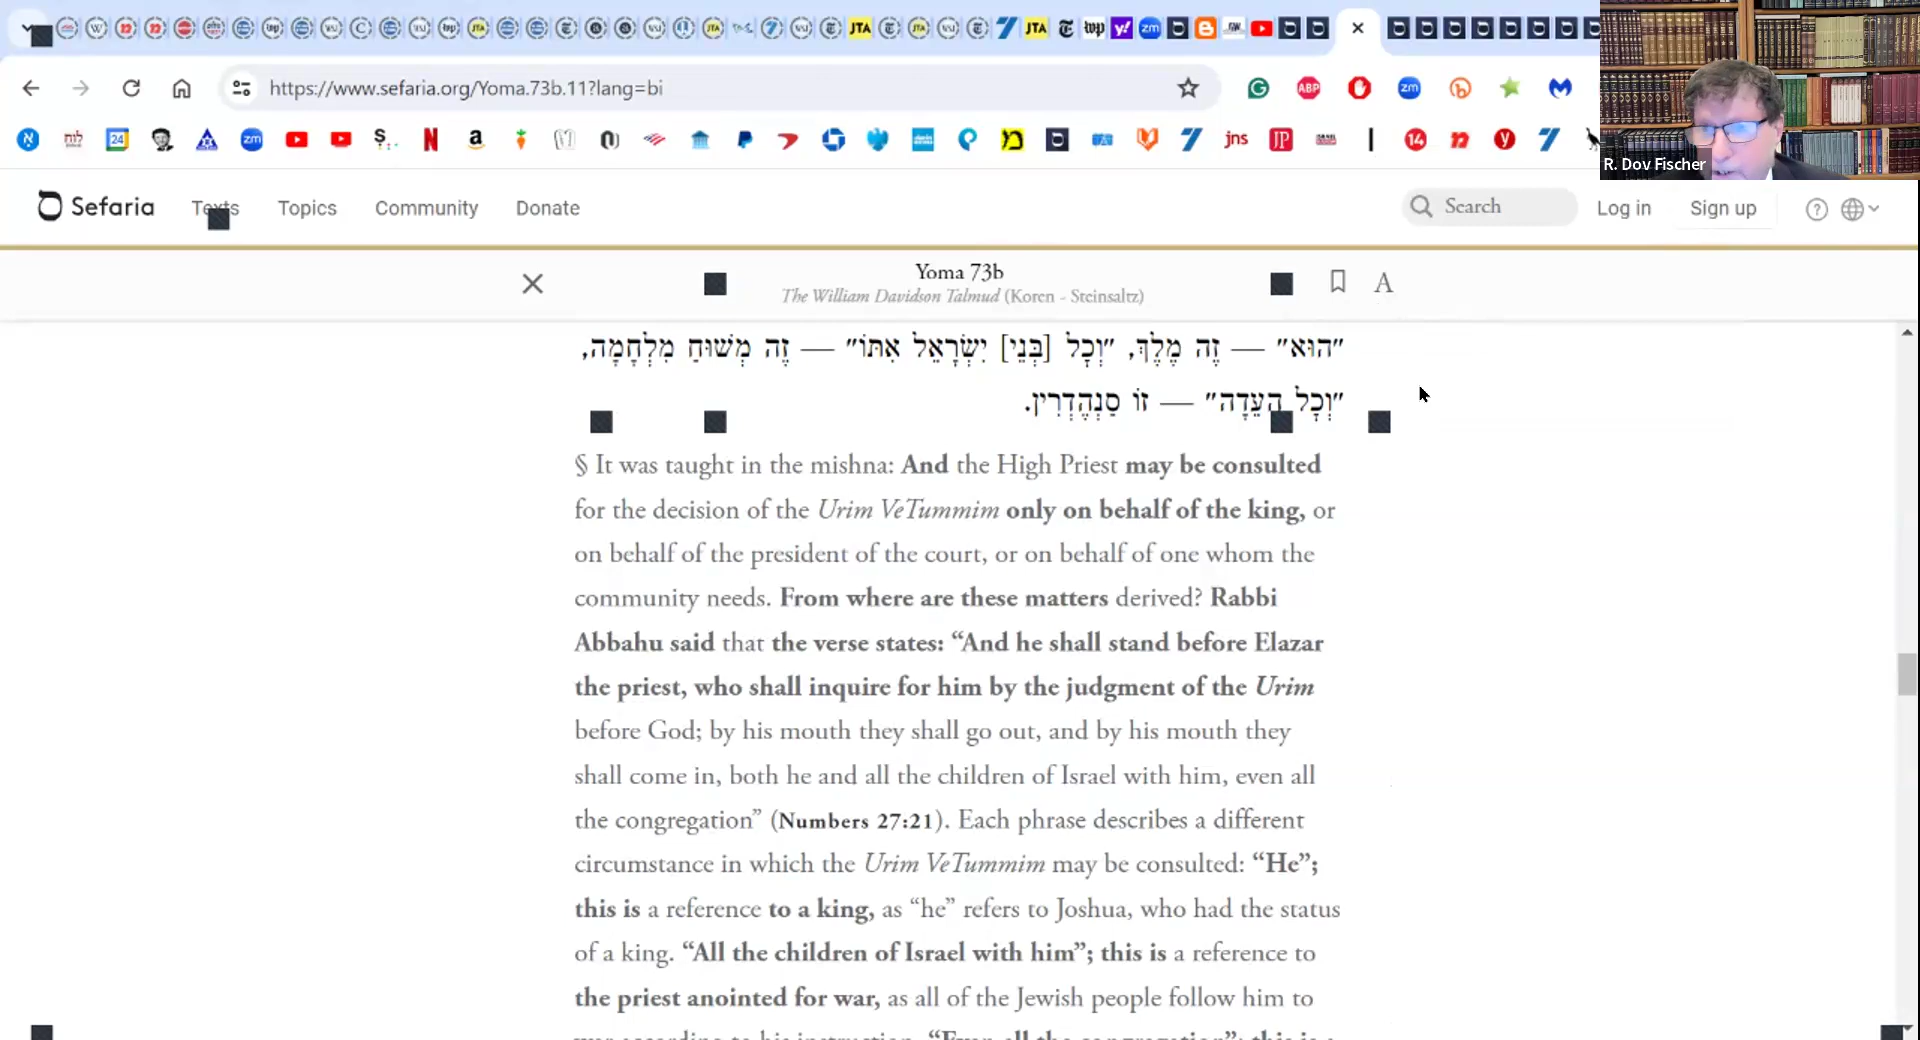 https://www.sefaria.org/Yoma.73b.11?lang=bi
R. Dov Fischer
Sefaria Texts Topics Community Donate Search Log in Sign up
Yoma 73b
The William Davidson Talmud (Koren - Steinsaltz)
״הוּא״ — זֶה מֶלֶךְ, ״וְכׇל [בְּנֵי] יִשְׂרָאֵל אִתּוֹ״ — זֶה מְשׁוּחַ מִלְחָמָה,
״וְכׇל הָעֵדָה״ — זוֹ סַנְהֶדְרִין.
§ It was taught in the mishna: And the High Priest may be consulted
for the decision of the Urim VeTummim only on behalf of the king, or
on behalf of the president of the court, or on behalf of one whom the
community needs. From where are these matters derived? Rabbi
Abbahu said that the verse states: “And he shall stand before Elazar
the priest, who shall inquire for him by the judgment of the Urim
before God; by his mouth they shall go out, and by his mouth they
shall come in, both he and all the children of Israel with him, even all
the congregation” (Numbers 27:21). Each phrase describes a different
circumstance in which the Urim VeTummim may be consulted: “He”;
this is a reference to a king, as “he” refers to Joshua, who had the status
of a king. “All the children of Israel with him”; this is a reference to
the priest anointed for war, as all of the Jewish people follow him to